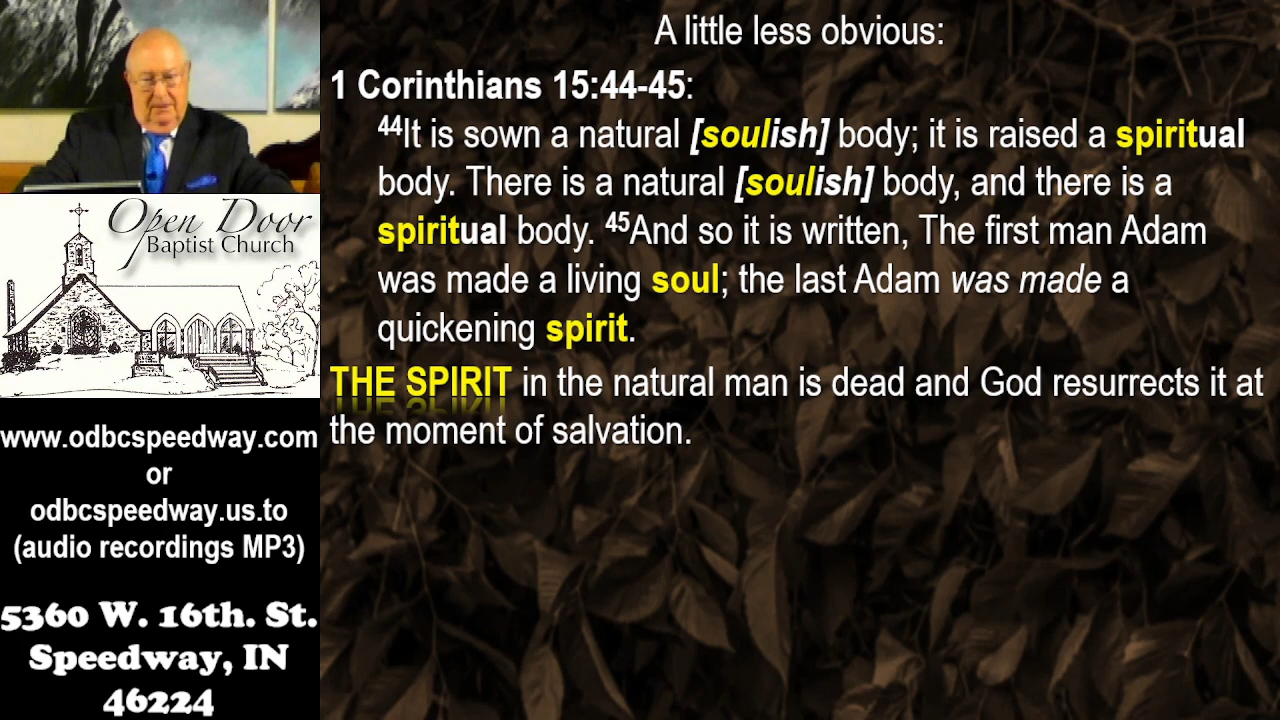 A little less obvious:
1 Corinthians 15:44-45:
44It is sown a natural [soulish] body; it is raised a spiritual
body. There is a natural [soulish] body, and there is a
spiritual body. 45And so it is written, The first man Adam
was made a living soul; the last Adam was made a
quickening spirit.
THE SPIRIT in the natural man is dead and God resurrects it at
the moment of salvation.
Open Door
Baptist Church
www.odbcspeedway.com
or
odbcspeedway.us.to
(audio recordings MP3)
5360 W. 16th. St.
Speedway, IN
46224